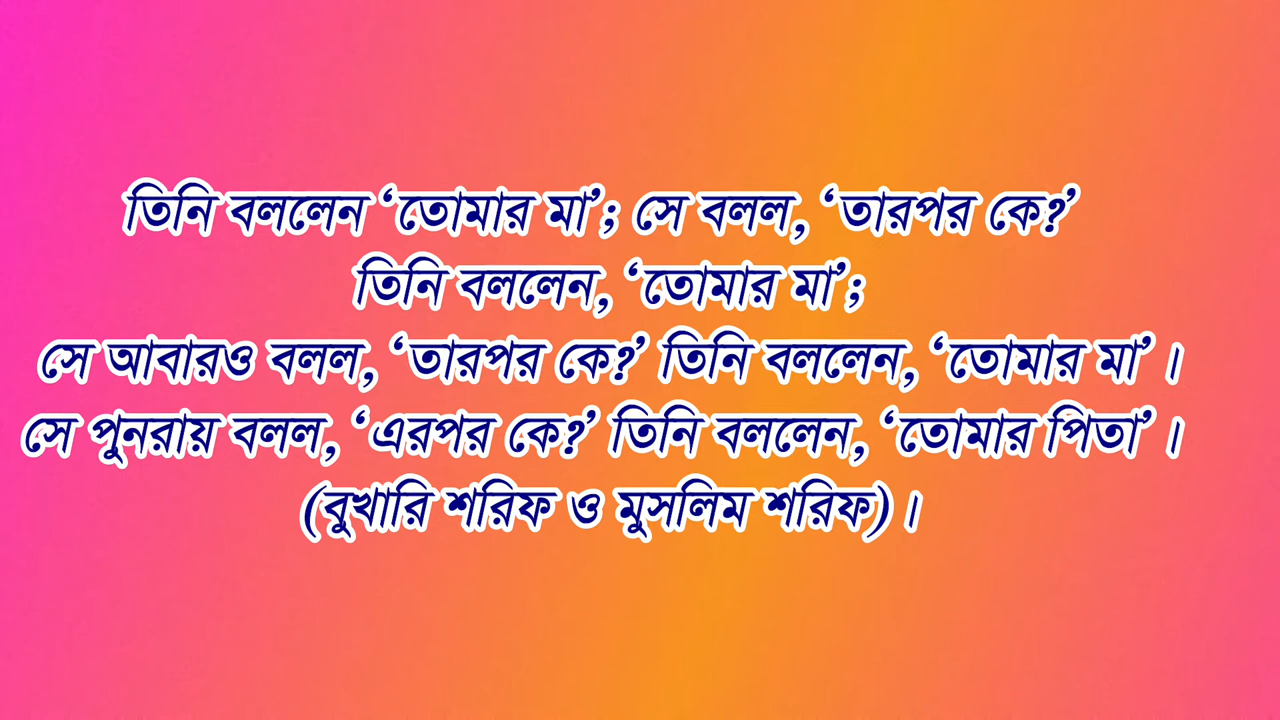 তিনি বললেন ‘তোমার মা’; সে বলল, ‘তারপর কে?’
তিনি বললেন, ‘তোমার মা’;
সে আবারও বলল, ‘তারপর কে?’ তিনি বললেন, ‘তোমার মা’।
সে পুনরায় বলল, ‘এরপর কে?’ তিনি বললেন, ‘তোমার পিতা’।
(বুখারি শরিফ ও মুসলিম শরিফ)।